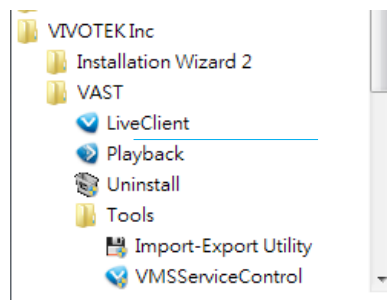 VIVOTEK Inc
Installation Wizard 2
VAST
LiveClient
Playback
Uninstall
Tools
Import-Export Utility
VMSServiceControl